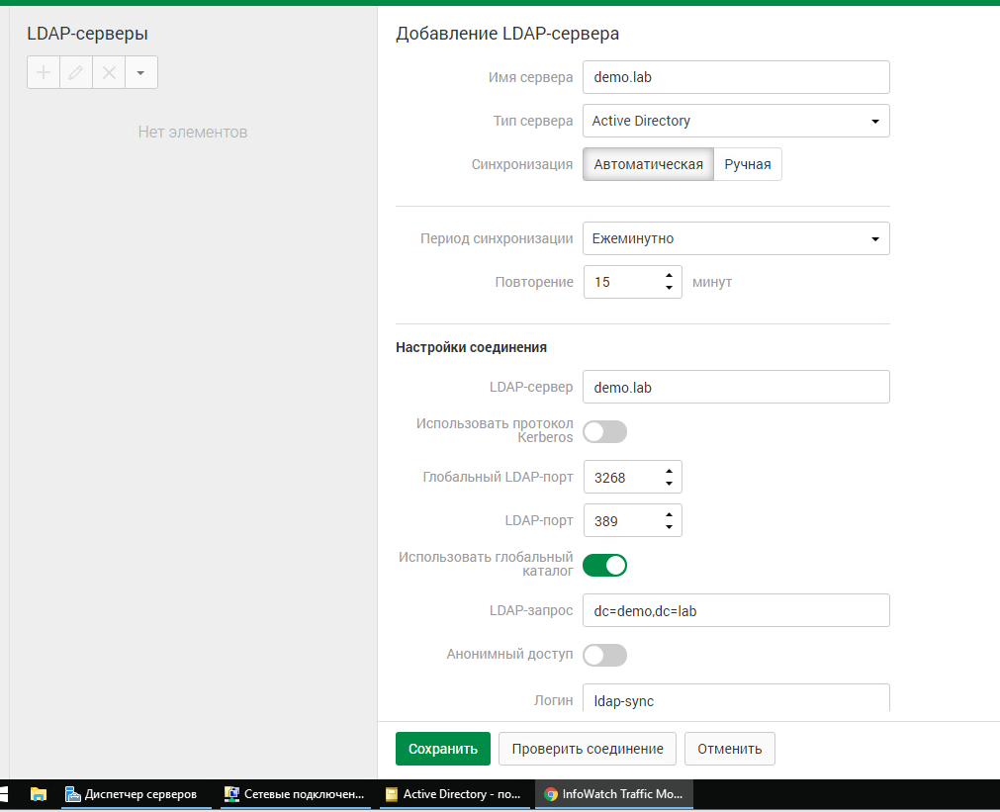 LDAP-серверы
Нет элементов
Добавление LDAP-сервера
Имя сервера demo.lab
Тип сервера Active Directory
Синхронизация Автоматическая Ручная
Период синхронизации Ежеминутно
Повторение 15 минут
Настройки соединения
LDAP-сервер demo.lab
Использовать протокол
Kerberos
Глобальный LDAP-порт 3268
LDAP-порт 389
Использовать глобальный
каталог
LDAP-запрос dc=demo,dc=lab
Анонимный доступ
Логин ldap-sync
Сохранить Проверить соединение Отменить
Диспетчер серверов Сетевые подключен... Active Directory - по... InfoWatch Traffic Mo...